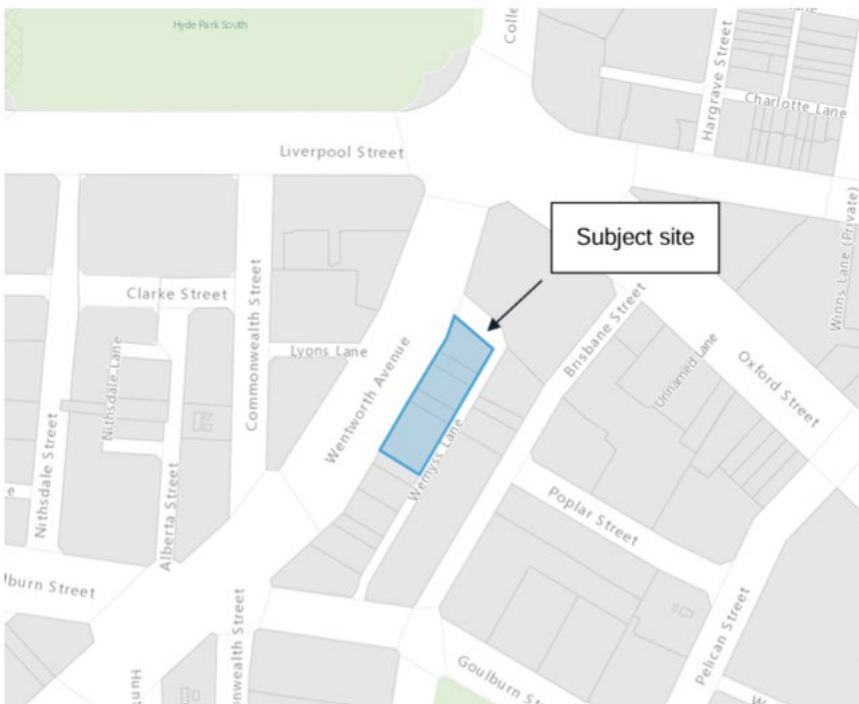 Hyde Park South
Colle
Hargrave Street
Charlotte Lane
Liverpool Street
Winns Lane (Private)
Subject site
Clarke Street
Commonwealth Street
Lyons Lane
Nithsdale Lane
Nithsdale Street
Alberta Street
Wentworth Avenue
Brisbane Street
Unnamed Lane
Oxford Street
Wemyss Lane
Poplar Street
e
lburn Street
Pelican Street
Goulburn St
onwealth Street
Hunt
W